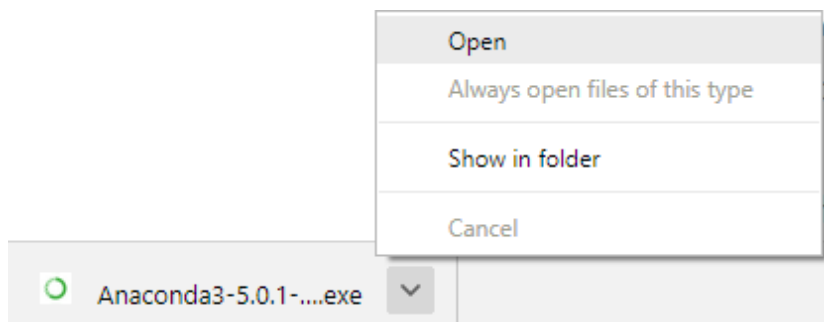 Open
Always open files of this type
Show in folder
Cancel
Anaconda3-5.0.1-....exe